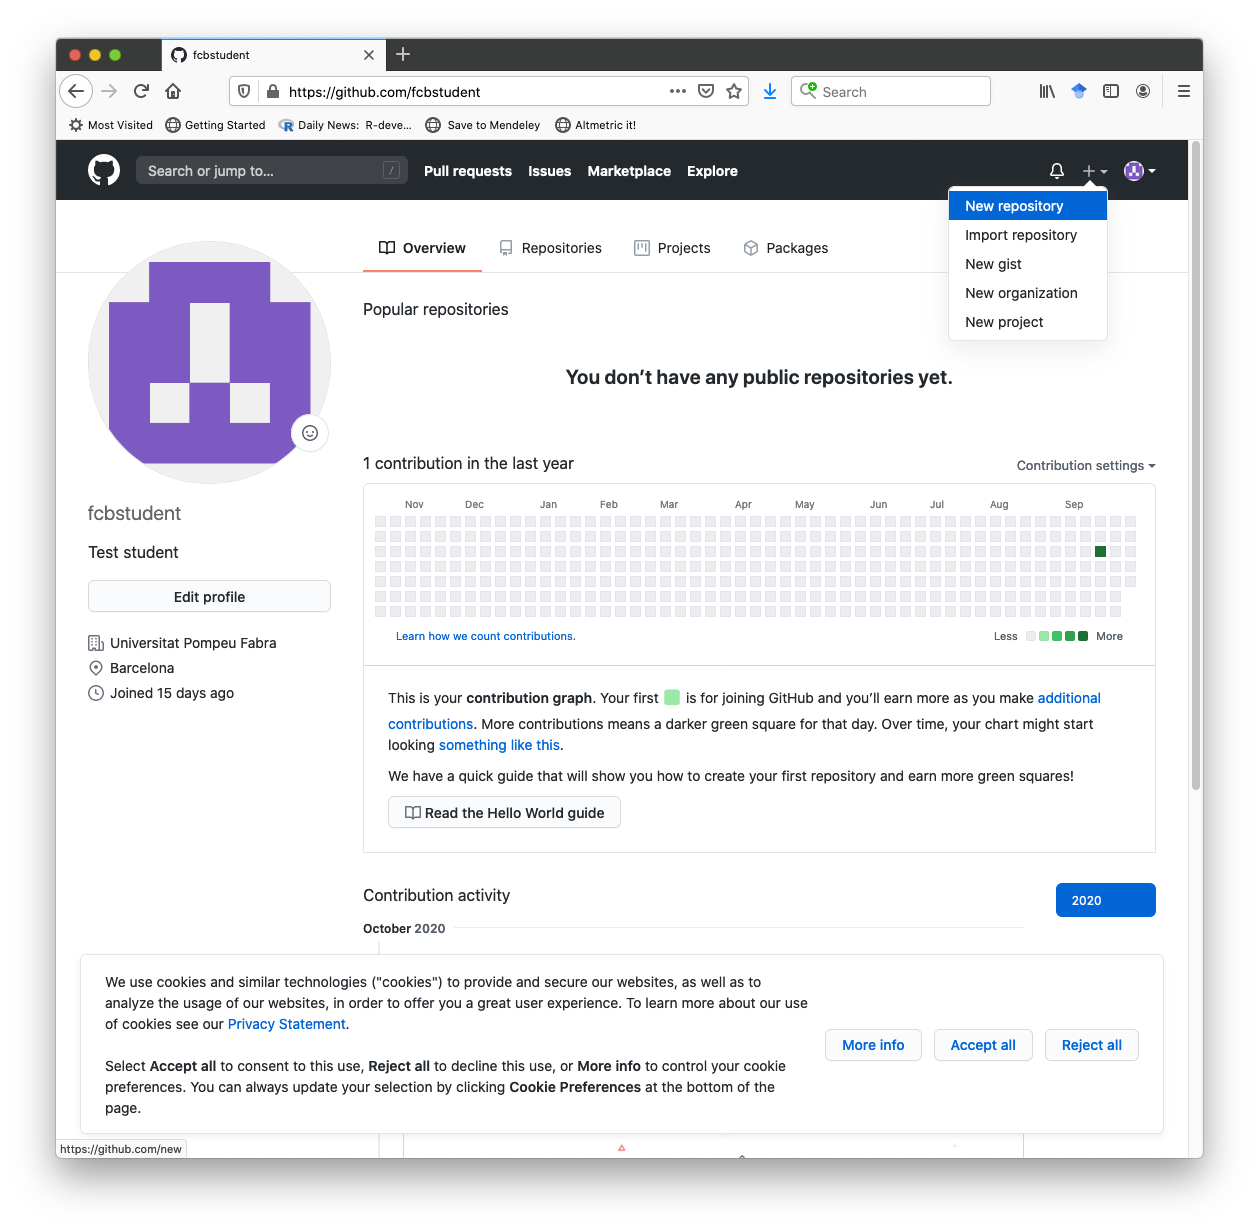 fcbstudent
https://github.com/fcbstudent
Search
Most Visited Getting Started Daily News: R-deve... Save to Mendeley Altmetric it!
Search or jump to... / Pull requests Issues Marketplace Explore
New repository
Import repository
New gist
New organization
New project
Overview Repositories Projects Packages
Popular repositories
You don’t have any public repositories yet.
1 contribution in the last year
Contribution settings
Nov Dec Jan Feb Mar Apr May Jun Jul Aug Sep
Learn how we count contributions.
Less More
fcbstudent
Test student
Edit profile
Universitat Pompeu Fabra
Barcelona
Joined 15 days ago
This is your contribution graph. Your first is for joining GitHub and you’ll earn more as you make additional
contributions. More contributions means a darker green square for that day. Over time, your chart might start
looking something like this.
We have a quick guide that will show you how to create your first repository and earn more green squares!
Read the Hello World guide
Contribution activity
2020
October 2020
We use cookies and similar technologies ("cookies") to provide and secure our websites, as well as to
analyze the usage of our websites, in order to offer you a great user experience. To learn more about our use
of cookies see our Privacy Statement.
Select Accept all to consent to this use, Reject all to decline this use, or More info to control your cookie
preferences. You can always update your selection by clicking Cookie Preferences at the bottom of the
page.
More info Accept all Reject all
https://github.com/new